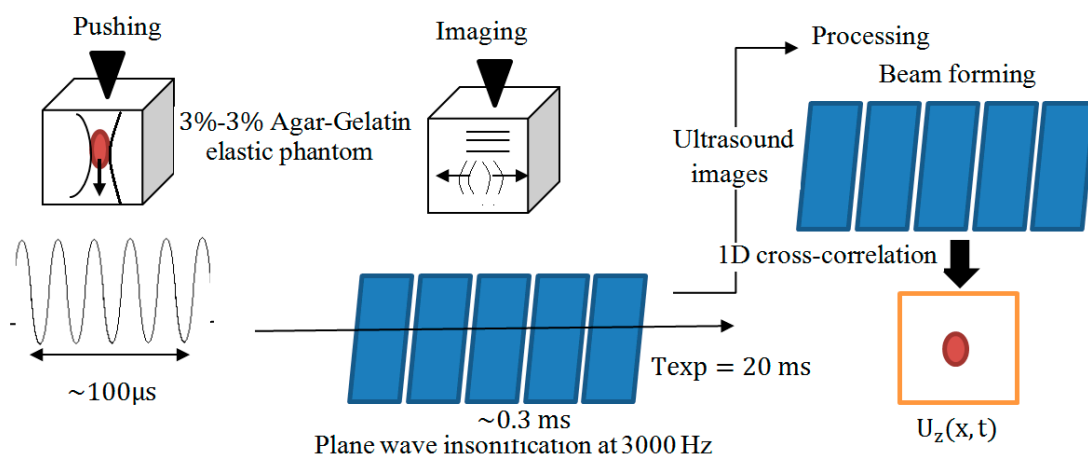 Pushing
Imaging
Processing
Beam forming
3%-3% Agar-Gelatin
elastic phantom
Ultrasound
images
1D cross-correlation
~100μs
Texp = 20 ms
~0.3 ms
Plane wave insonification at 3000 Hz
U_z(x, t)